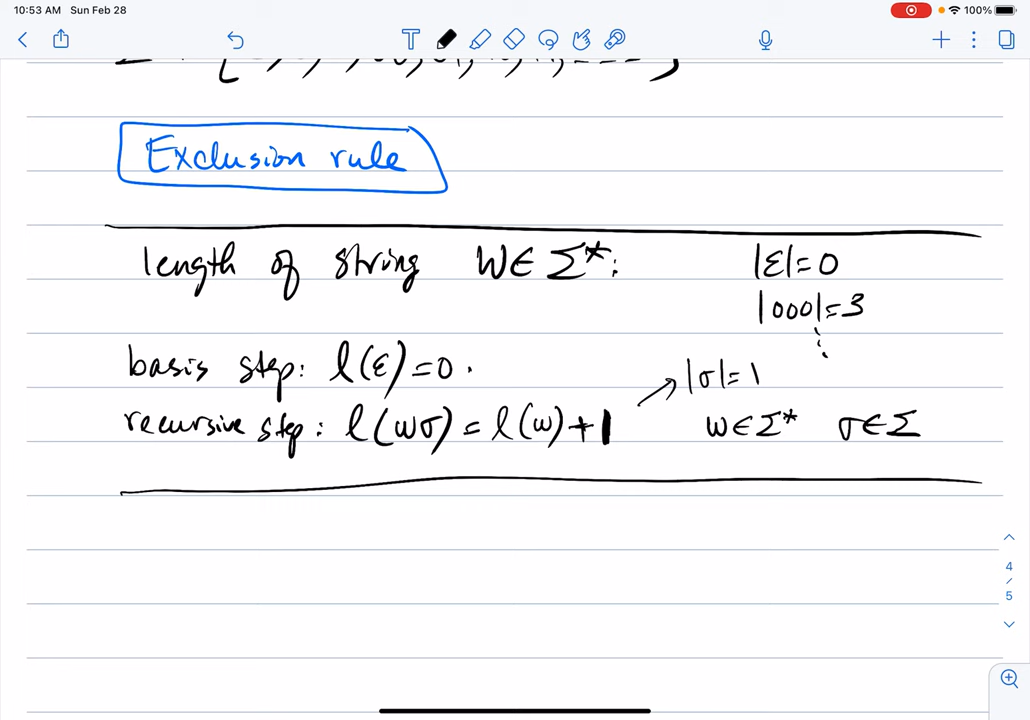 10:53 AM Sun Feb 28
100%
T
Exclusion rule
length of string W∈ Σ*:
|ε|=0
|000|=3
basis step: l(ε)=0.
|σ|=1
recursive step: l(wσ)=l(w)+1 w∈Σ* σ∈Σ
4
/
5